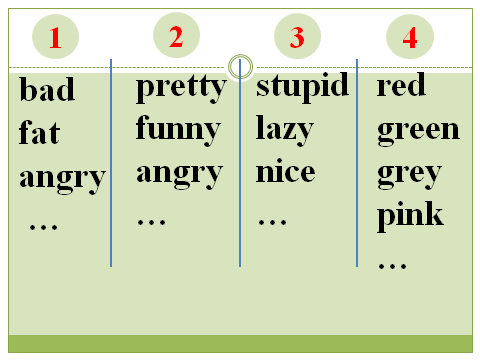 1 2 3 4
bad
fat
angry
...
pretty
funny
angry
...
stupid
lazy
nice
...
red
green
grey
pink
...